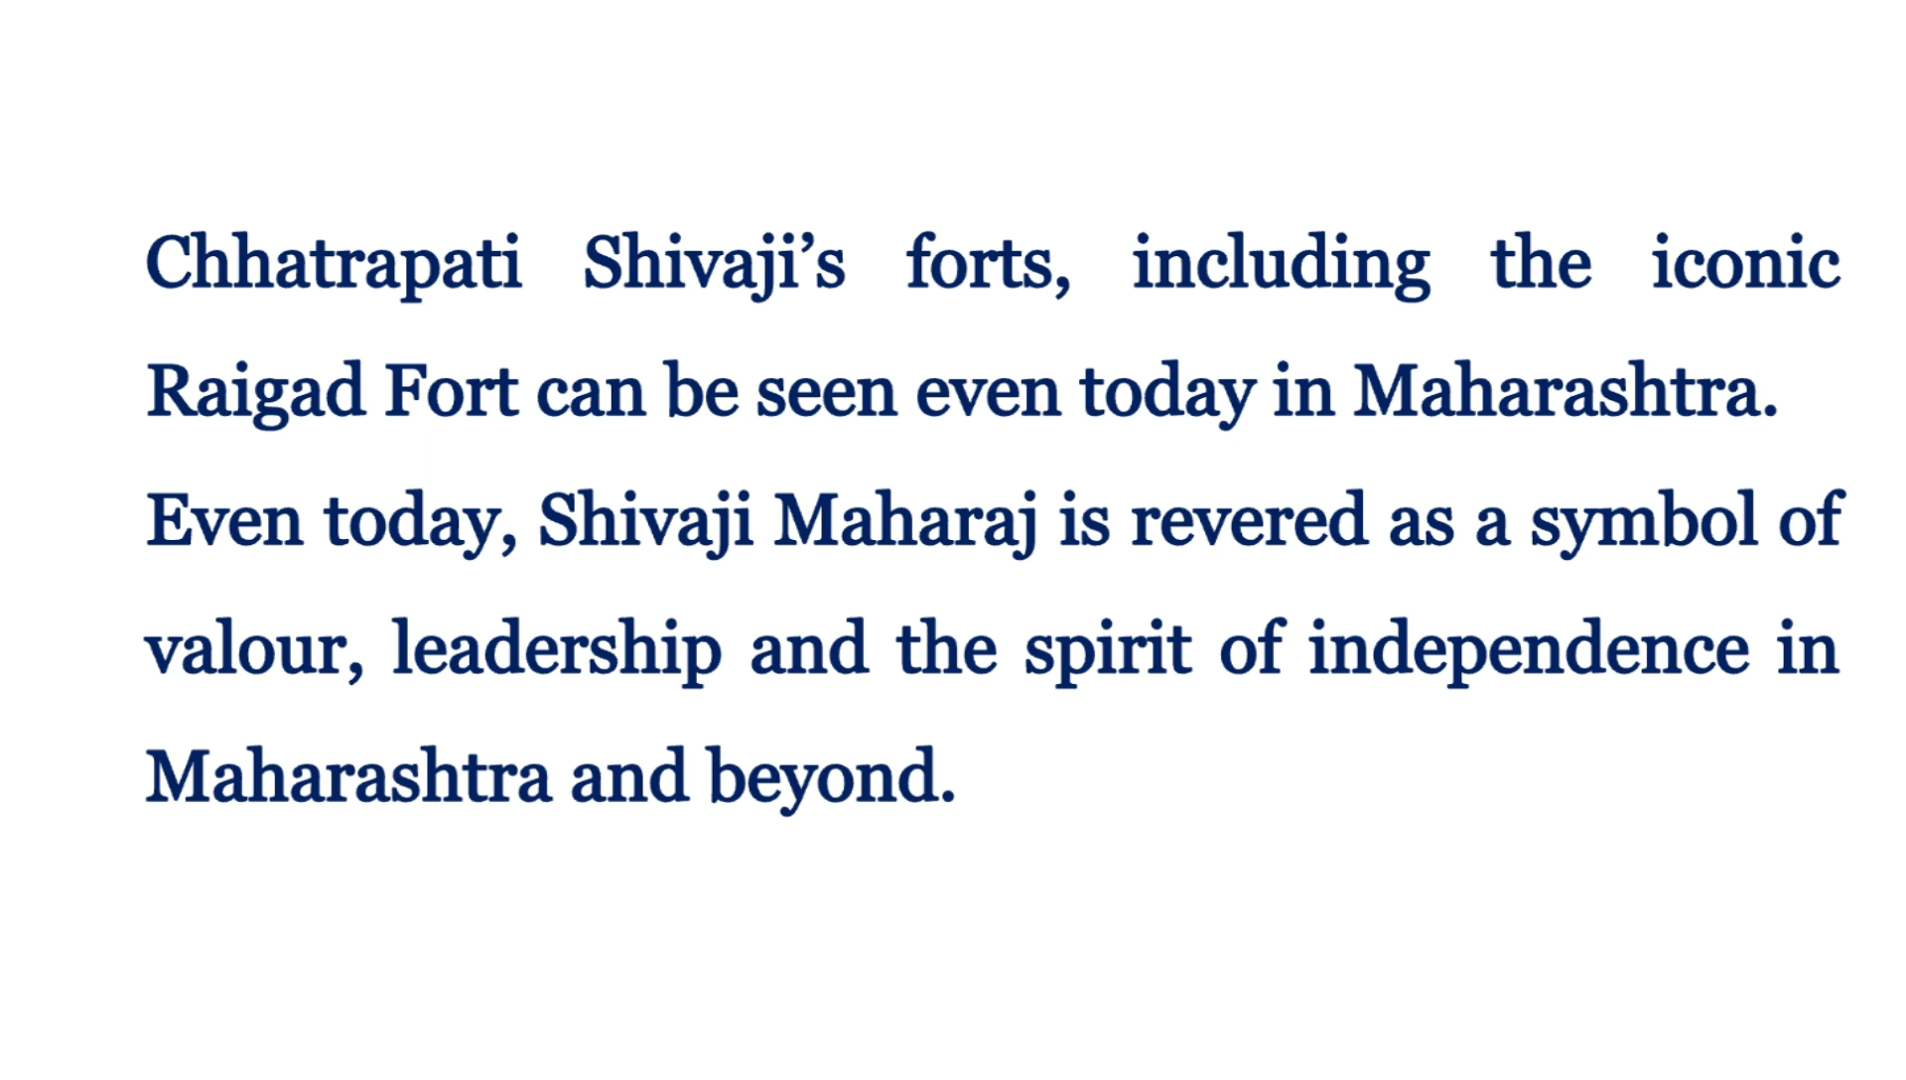 Chhatrapati Shivaji’s forts, including the iconic
Raigad Fort can be seen even today in Maharashtra.
Even today, Shivaji Maharaj is revered as a symbol of
valour, leadership and the spirit of independence in
Maharashtra and beyond.